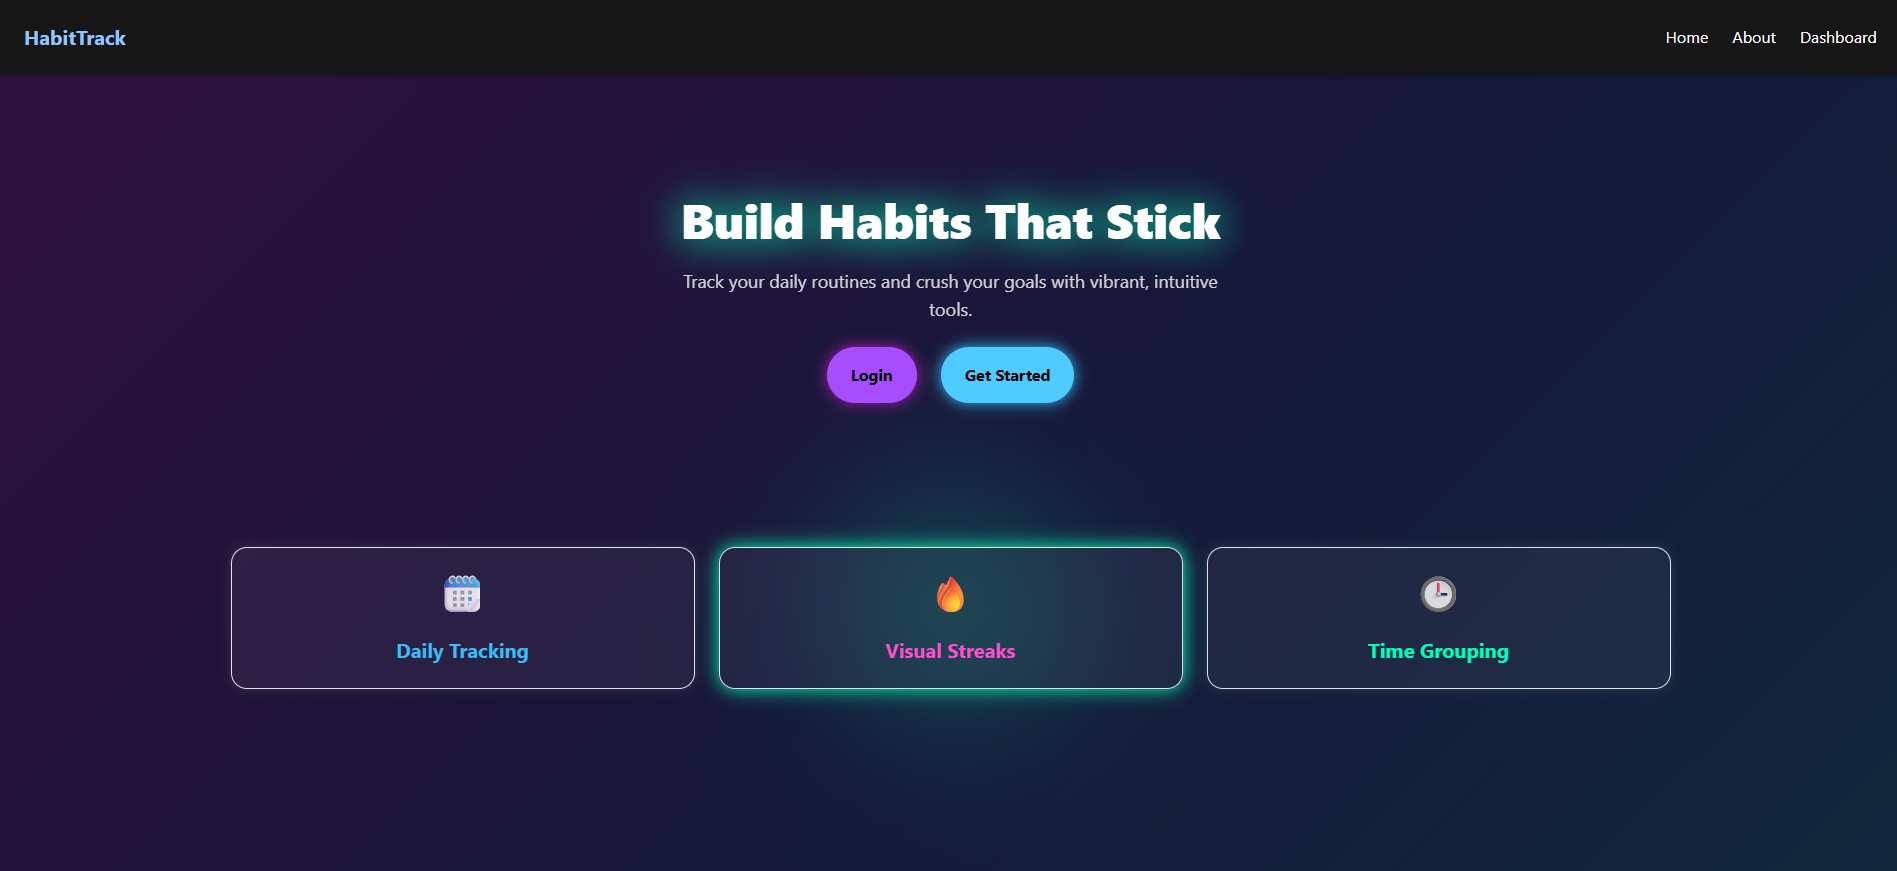 HabitTrack
Home About Dashboard
Build Habits That Stick
Track your daily routines and crush your goals with vibrant, intuitive
tools.
Login Get Started
Daily Tracking
Visual Streaks
Time Grouping